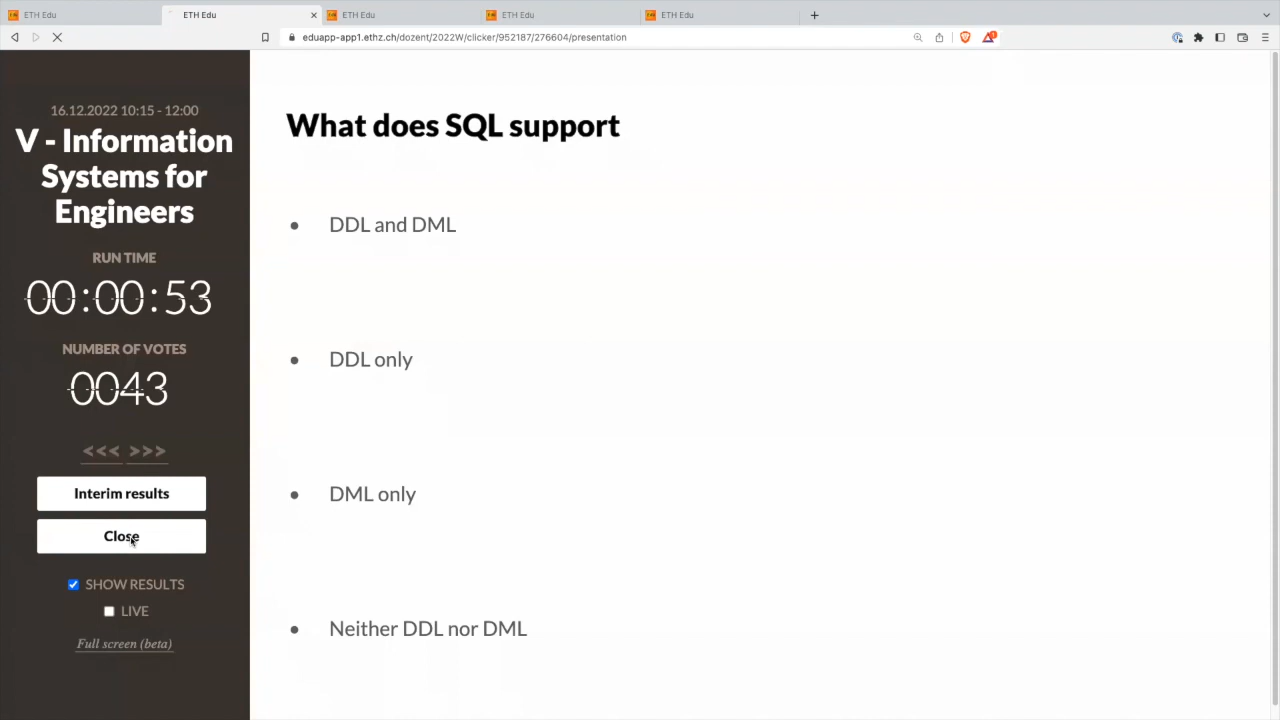 ETH Edu
ETH Edu
ETH Edu
ETH Edu
ETH Edu
eduapp-app1.ethz.ch/dozent/2022W/clicker/952187/276604/presentation
16.12.2022 10:15 - 12:00
V - Information
Systems for
Engineers
RUN TIME
00:00:53
NUMBER OF VOTES
0043
<<< >>>
Interim results
Close
SHOW RESULTS
LIVE
Full screen (beta)
What does SQL support
• DDL and DML
• DDL only
• DML only
• Neither DDL nor DML